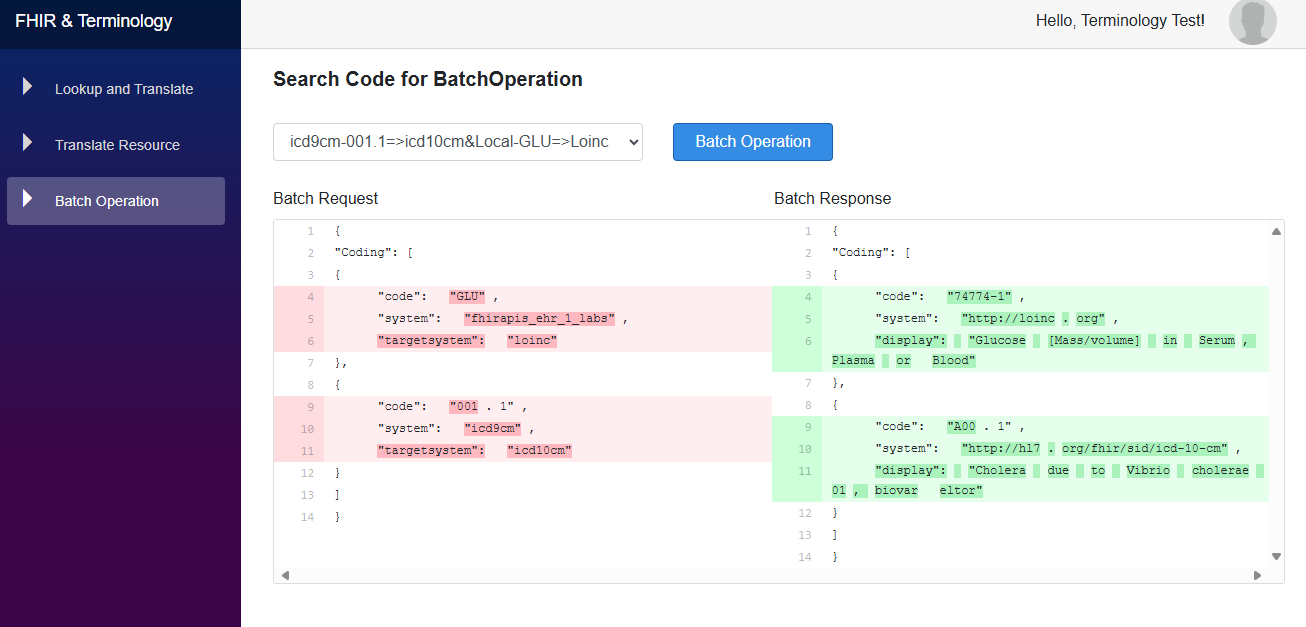 FHIR & Terminology
Hello, Terminology Test!
Lookup and Translate
Translate Resource
Batch Operation
Search Code for BatchOperation
icd9cm-001.1=>icd10cm&Local-GLU=>Loinc
Batch Operation
Batch Request
1 {
2 "Coding": [
3 {
4 "code": "GLU" ,
5 "system": "fhirapis_ehr_1_labs" ,
6 "targetsystem": "loinc"
7 },
8 {
9 "code": "001 . 1" ,
10 "system": "icd9cm" ,
11 "targetsystem": "icd10cm"
12 }
13 ]
14 }
Batch Response
1 {
2 "Coding": [
3 {
4 "code": "74774-1" ,
5 "system": "http://loinc . org" ,
6 "display": "Glucose [Mass/volume] in Serum ,
Plasma or Blood"
7 },
8 {
9 "code": "A00 . 1" ,
10 "system": "http://hl7 . org/fhir/sid/icd-10-cm" ,
11 "display": "Cholera due to Vibrio cholerae
01 , biovar eltor"
12 }
13 ]
14 }